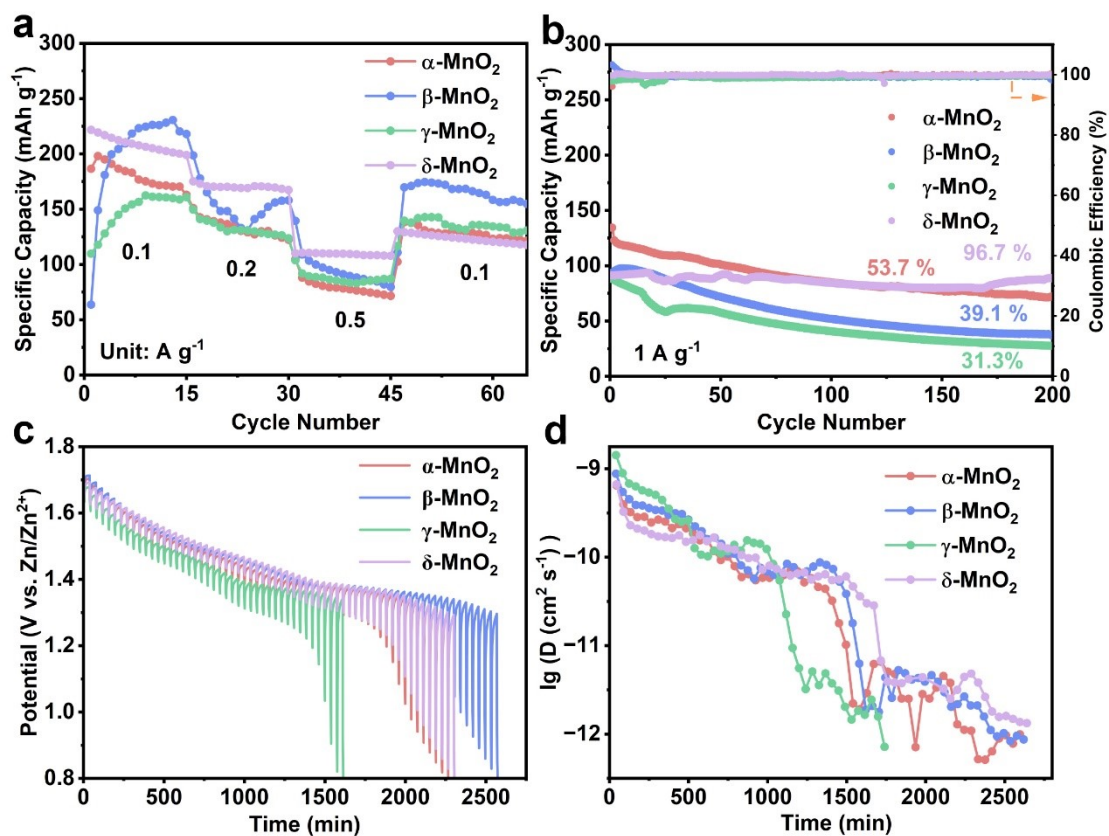 a
Specific Capacity (mAh g⁻¹)
300
250
200
150
100
50
0
α-MnO₂
β-MnO₂
γ-MnO₂
δ-MnO₂
0.1
0.2
0.5
0.1
Unit: A g⁻¹
0 15 30 45 60
Cycle Number
b
Specific Capacity (mAh g⁻¹)
300
250
200
150
100
50
0
α-MnO₂
β-MnO₂
γ-MnO₂
δ-MnO₂
96.7 %
53.7 %
39.1 %
31.3%
1 A g⁻¹
100
80
60
40
20
0
Coulombic Efficiency (%)
0 50 100 150 200
Cycle Number
c
Potential (V vs. Zn/Zn²⁺)
1.8
1.6
1.4
1.2
1.0
0.8
α-MnO₂
β-MnO₂
γ-MnO₂
δ-MnO₂
0 500 1000 1500 2000 2500
Time (min)
d
lg (D (cm² s⁻¹))
−9
−10
−11
−12
α-MnO₂
β-MnO₂
γ-MnO₂
δ-MnO₂
0 500 1000 1500 2000 2500
Time (min)